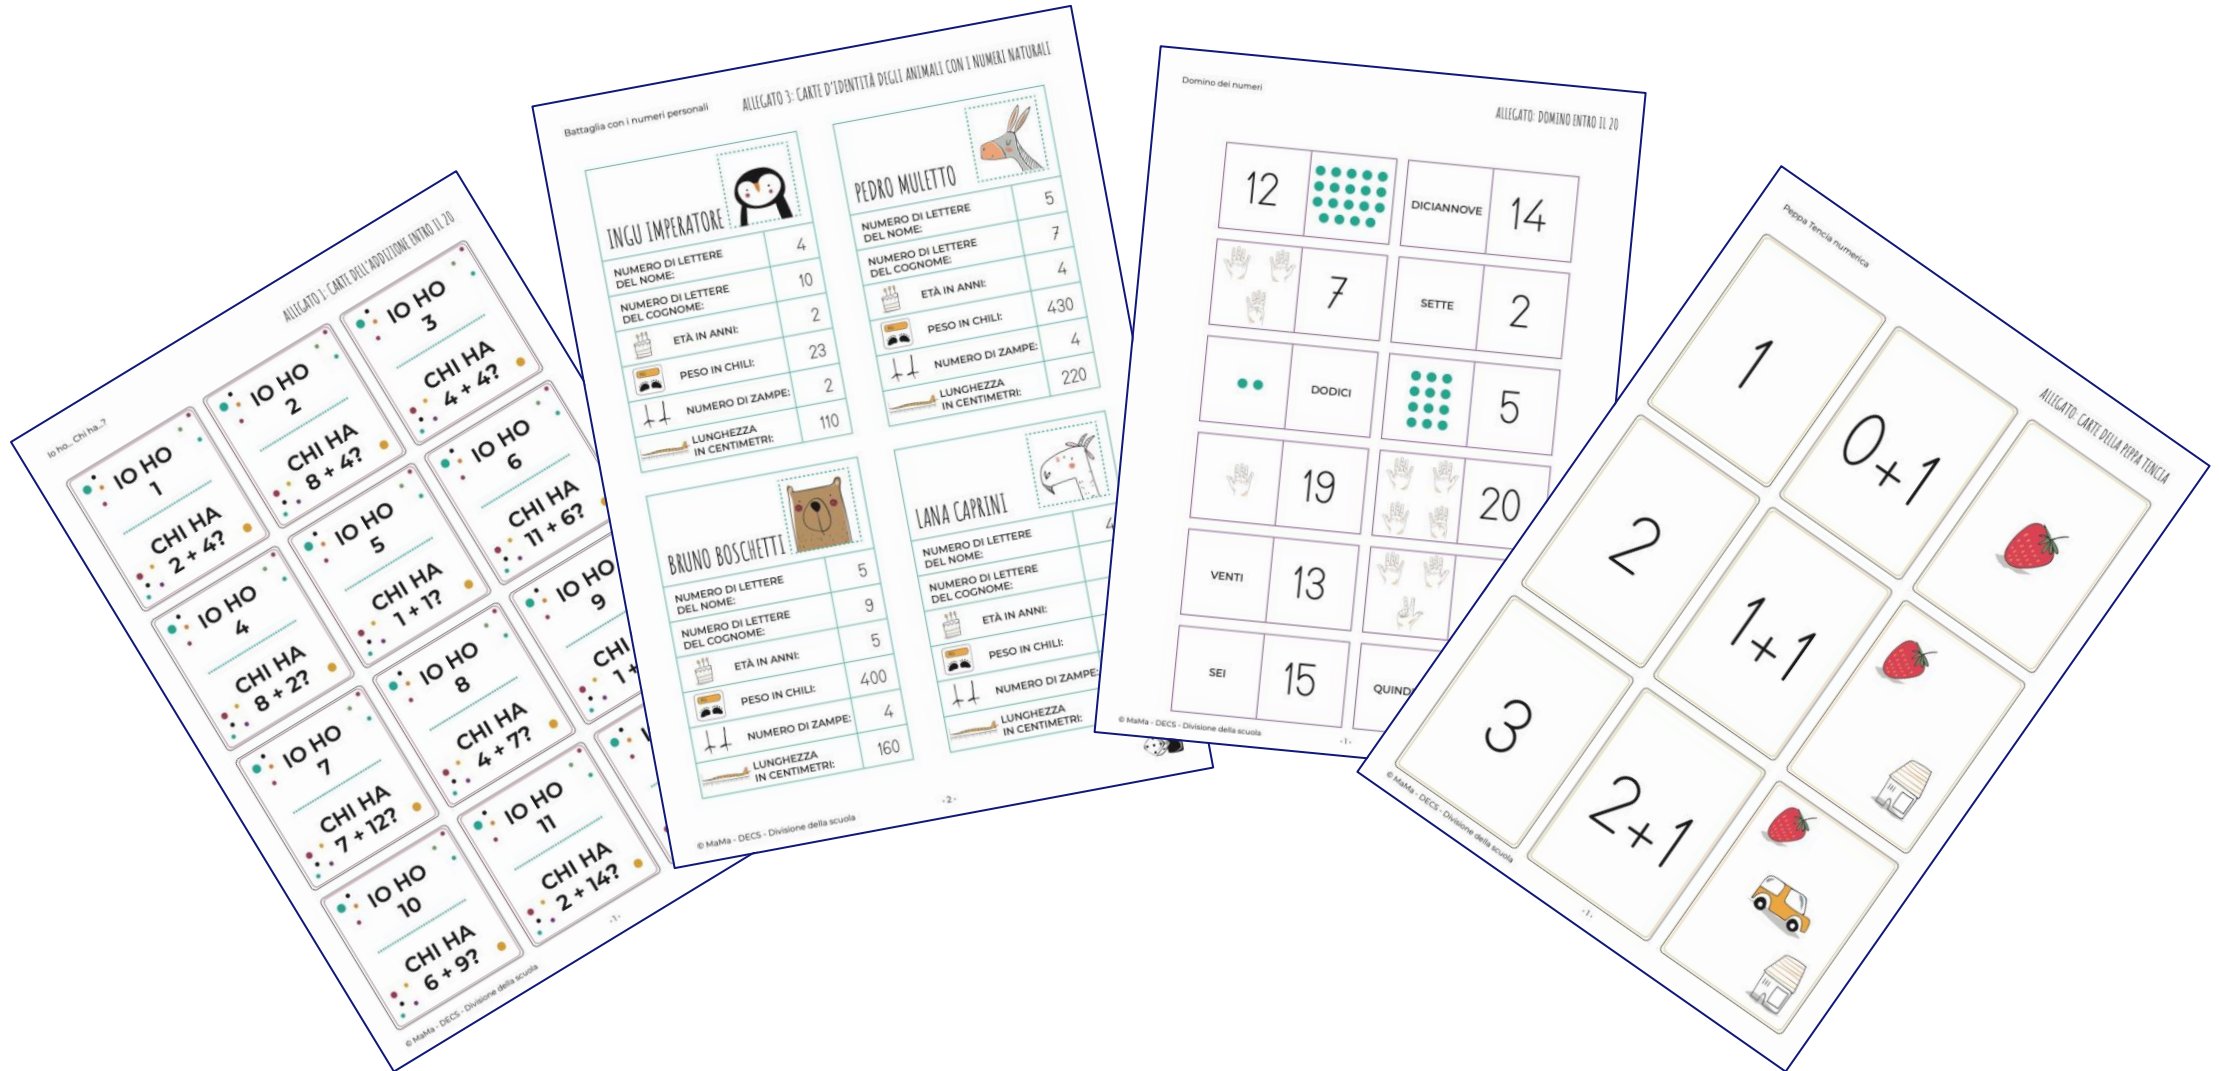 Io ho... Chi ha...?
ALLEGATO 1: CARTE DELL'ADDIZIONE ENTRO IL 20
IO HO
1
CHI HA
2 + 4?
IO HO
2
CHI HA
8 + 4?
IO HO
3
CHI HA
4 + 4?
IO HO
4
CHI HA
8 + 2?
IO HO
5
CHI HA
1 + 1?
IO HO
6
CHI HA
11 + 6?
IO HO
7
CHI HA
7 + 12?
IO HO
8
CHI HA
4 + 7?
IO HO
9
CHI
1 +
IO HO
10
CHI HA
6 + 9?
IO HO
11
CHI HA
2 + 14?
- 1 -
© MaMa - DECS - Divisione della scuola
Battaglia con i numeri personali
ALLEGATO 3: CARTE D'IDENTITÀ DEGLI ANIMALI CON I NUMERI NATURALI
INGU IMPERATORE
NUMERO DI LETTERE
DEL NOME: 4
NUMERO DI LETTERE
DEL COGNOME: 10
ETÀ IN ANNI: 2
PESO IN CHILI: 23
NUMERO DI ZAMPE: 2
LUNGHEZZA
IN CENTIMETRI: 110
PEDRO MULETTO
NUMERO DI LETTERE
DEL NOME: 5
NUMERO DI LETTERE
DEL COGNOME: 7
ETÀ IN ANNI: 4
PESO IN CHILI: 430
NUMERO DI ZAMPE: 4
LUNGHEZZA
IN CENTIMETRI: 220
BRUNO BOSCHETTI
NUMERO DI LETTERE
DEL NOME: 5
NUMERO DI LETTERE
DEL COGNOME: 9
ETÀ IN ANNI: 5
PESO IN CHILI: 400
NUMERO DI ZAMPE: 4
LUNGHEZZA
IN CENTIMETRI: 160
LANA CAPRINI
NUMERO DI LETTERE
DEL NOME: 4
NUMERO DI LETTERE
DEL COGNOME:
ETÀ IN ANNI:
PESO IN CHILI:
NUMERO DI ZAMPE:
LUNGHEZZA
IN CENTIMETRI:
- 2 -
© MaMa - DECS - Divisione della scuola
Domino dei numeri
ALLEGATO: DOMINO ENTRO IL 20
12
DICIANNOVE 14
7
SETTE 2
DODICI
5
19
20
VENTI 13
SEI 15
QUINDI
© MaMa - DECS - Divisione della scuola
- 1 -
Peppa Tencia numerica
ALLEGATO: CARTE DELLA PEPPA TENCIA
1
0+1
2
1+1
3
2+1
© MaMa - DECS - Divisione della scuola
- 1 -